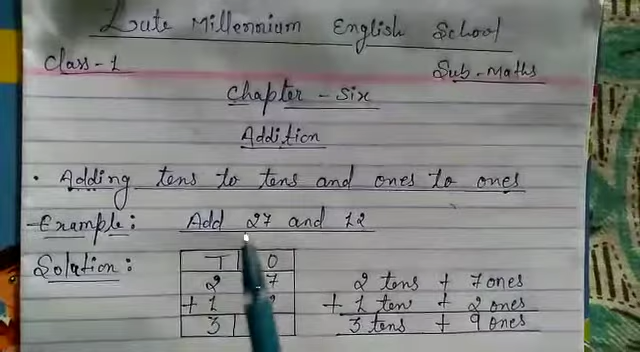 Lute Millennium English School
Class-1 Sub-Maths
Chapter-Six
Addition
• Adding tens to tens and ones to ones
-Example: Add 27 and 12
Solution:
T O
2 7 2 tens + 7 ones
+ 1 2 + 1 ten + 2 ones
3 3 tens + 9 ones